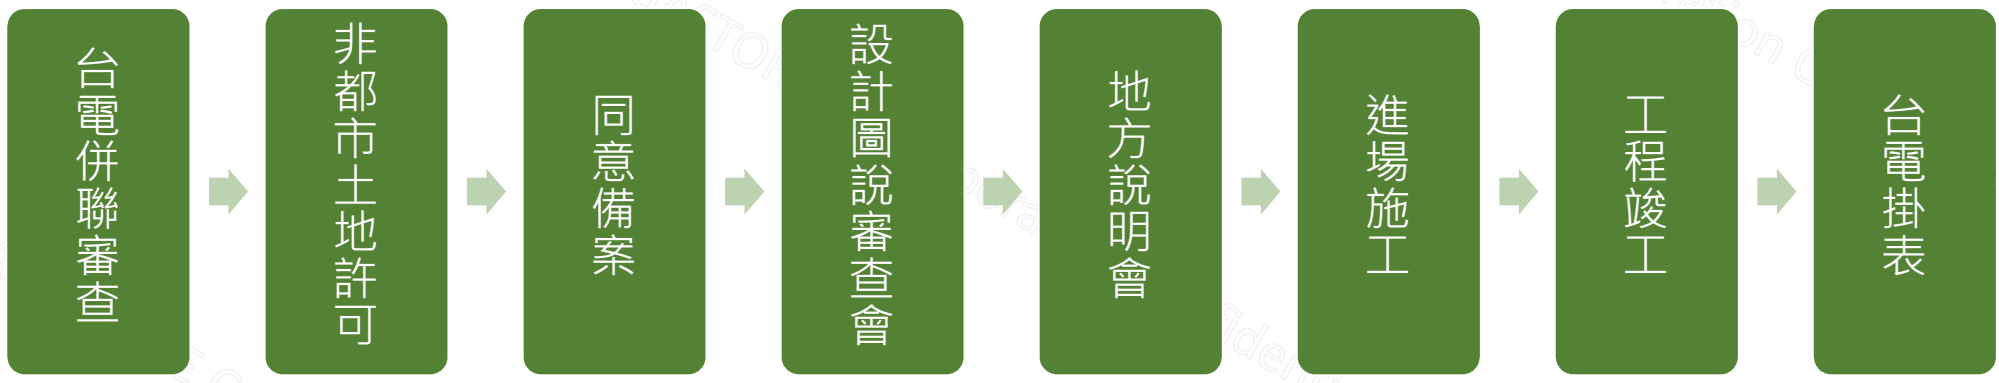 台電併聯審查
非都市土地許可
同意備案
設計圖說審查會
地方說明會
進場施工
工程竣工
台電掛表